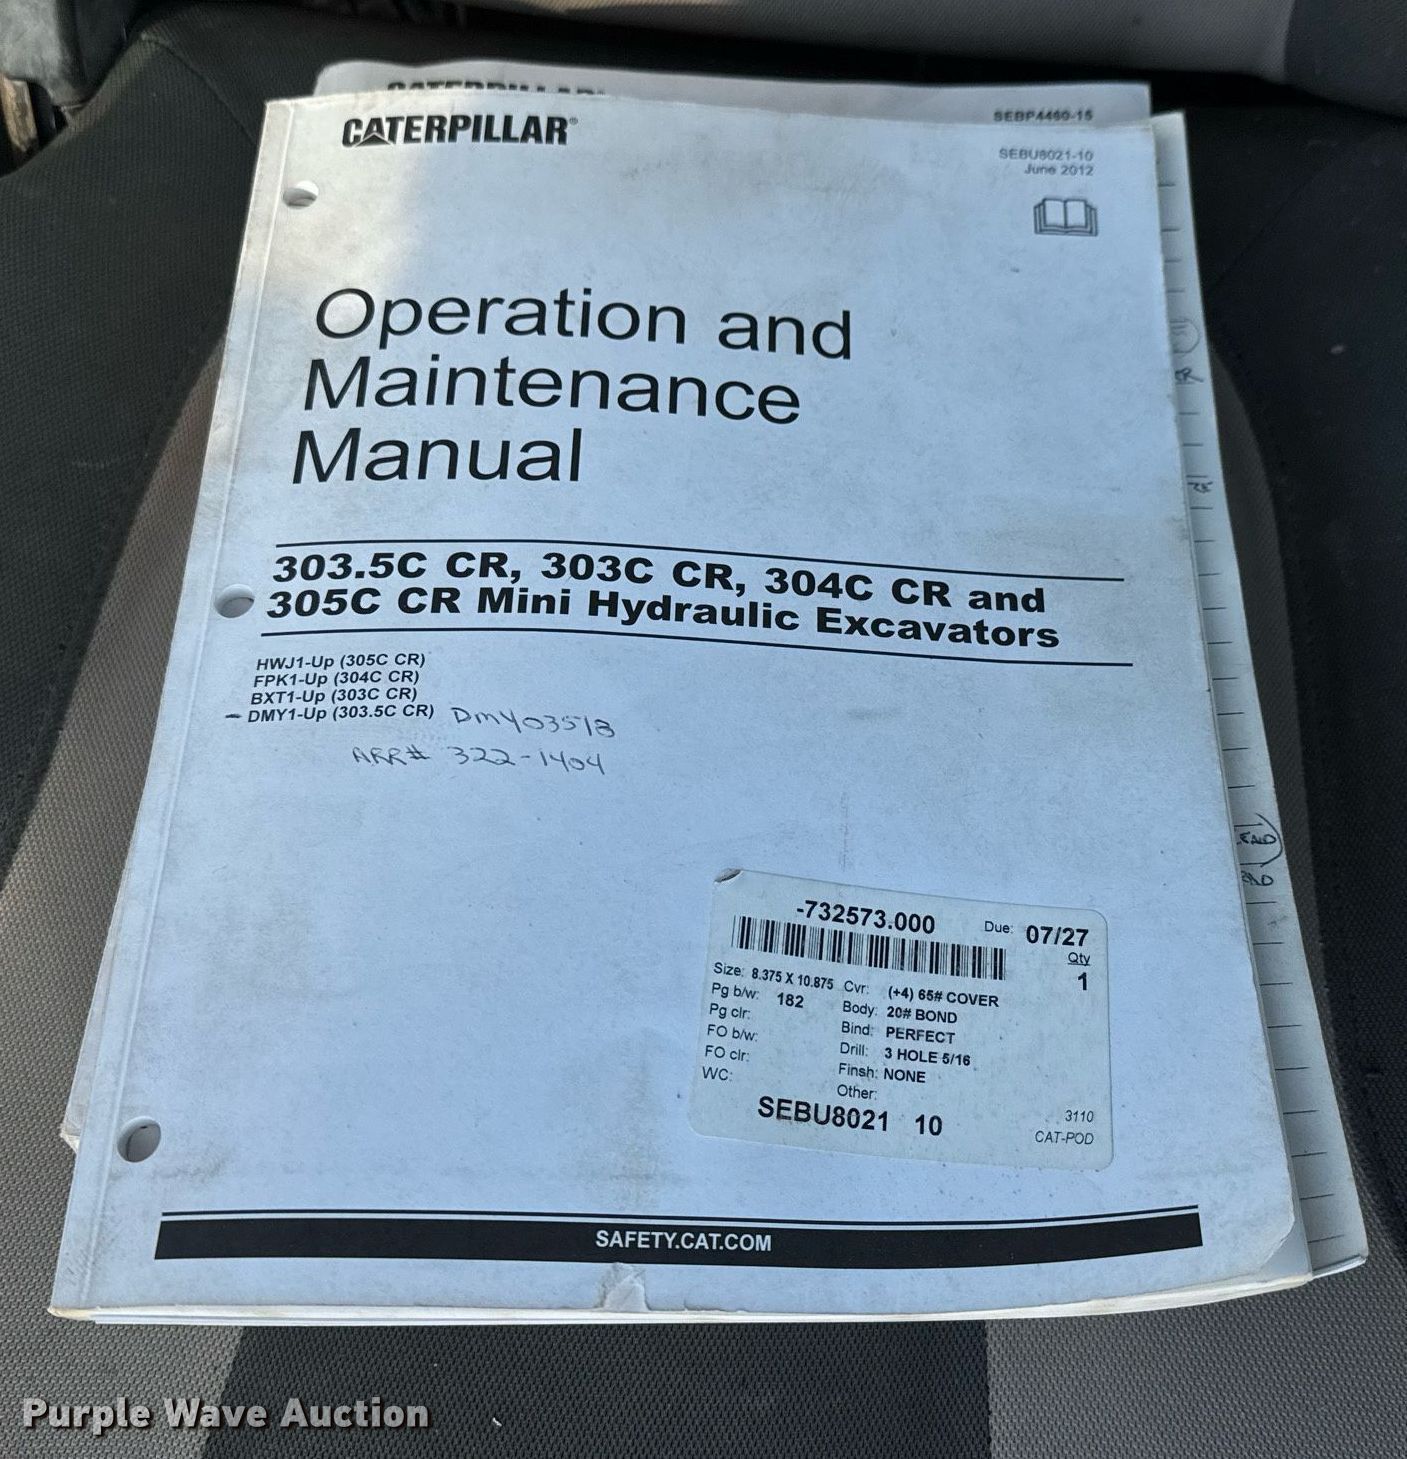 CATERPILLAR
SEBP4460-15
CATERPILLAR®
SEBU8021-10
June 2012
Operation and
Maintenance
Manual
303.5C CR, 303C CR, 304C CR and
305C CR Mini Hydraulic Excavators
HWJ1-Up (305C CR)
FPK1-Up (304C CR)
BXT1-Up (303C CR)
- DMY1-Up (303.5C CR) DMY03518
ARR# 322-1404
-732573.000 Due: 07/27
Qty
1
Size: 8.375 X 10.875 Cvr: (+4) 65# COVER
Pg b/w: 182 Body: 20# BOND
Pg clr: Bind: PERFECT
FO b/w: Drill: 3 HOLE 5/16
FO clr: Finsh: NONE
WC: Other:
SEBU8021 10
3110
CAT-POD
SAFETY.CAT.COM
Purple Wave Auction